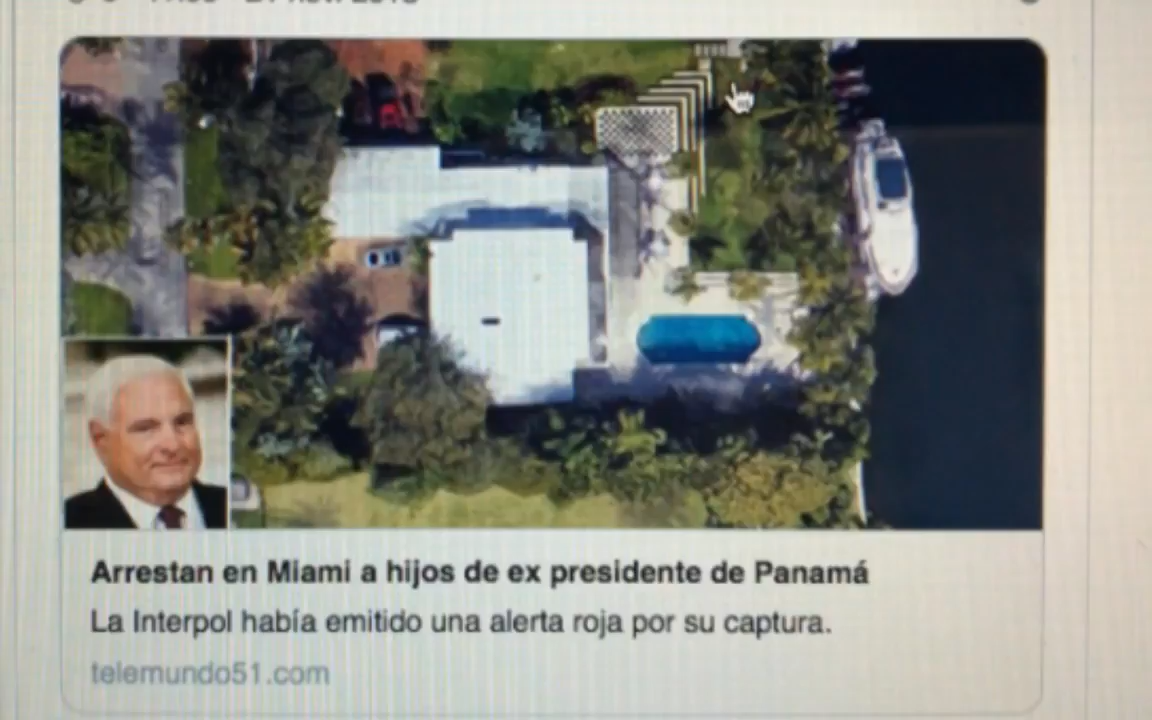 Arrestan en Miami a hijos de ex presidente de Panamá
La Interpol había emitido una alerta roja por su captura.
telemundo51.com